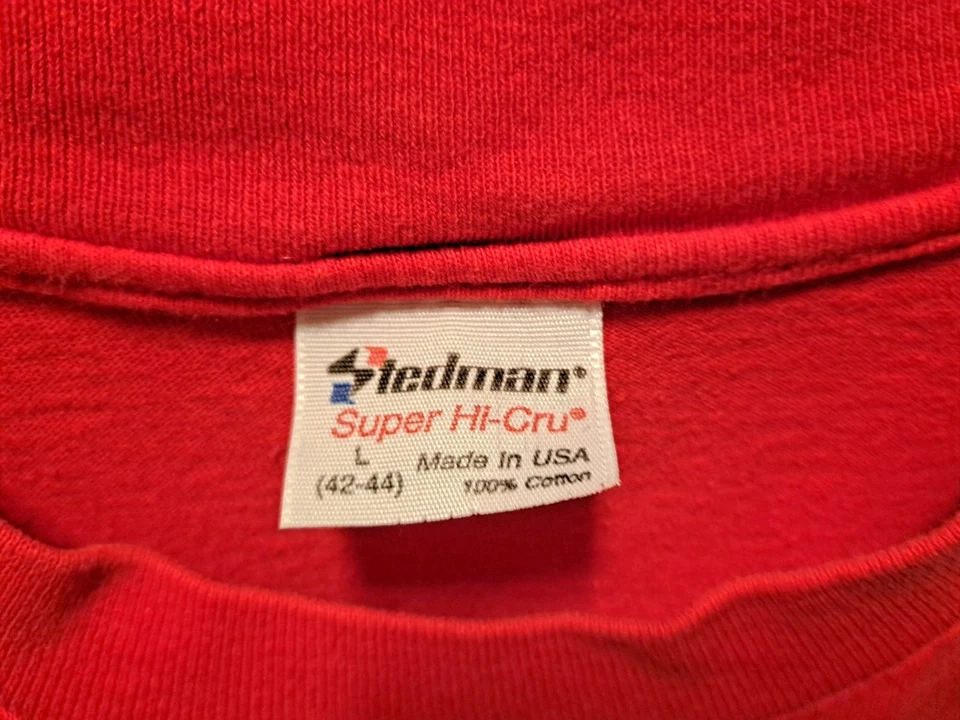 Stedman®
Super Hi-Cru®
L
(42-44)
Made In USA
100% Cotton